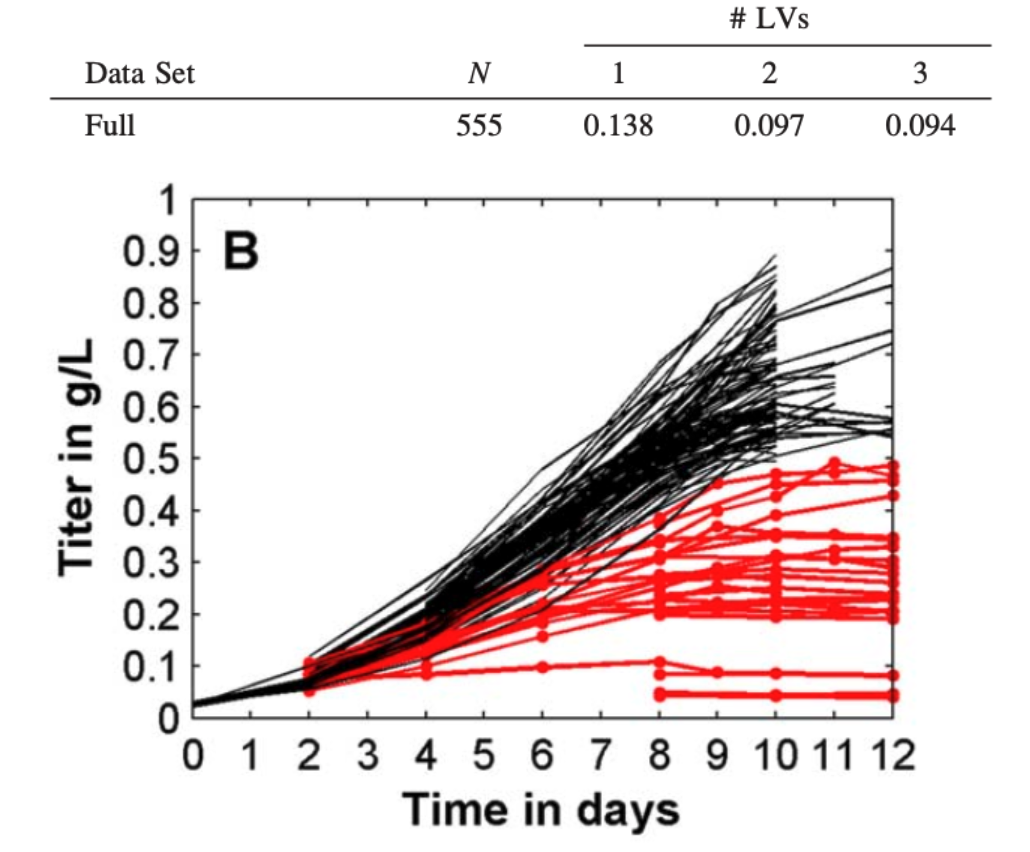 # LVs
Data Set N 1 2 3
Full 555 0.138 0.097 0.094
1
0.9
0.8
0.7
0.6
0.5
0.4
0.3
0.2
0.1
0
B
Titer in g/L
0 1 2 3 4 5 6 7 8 9 10 11 12
Time in days